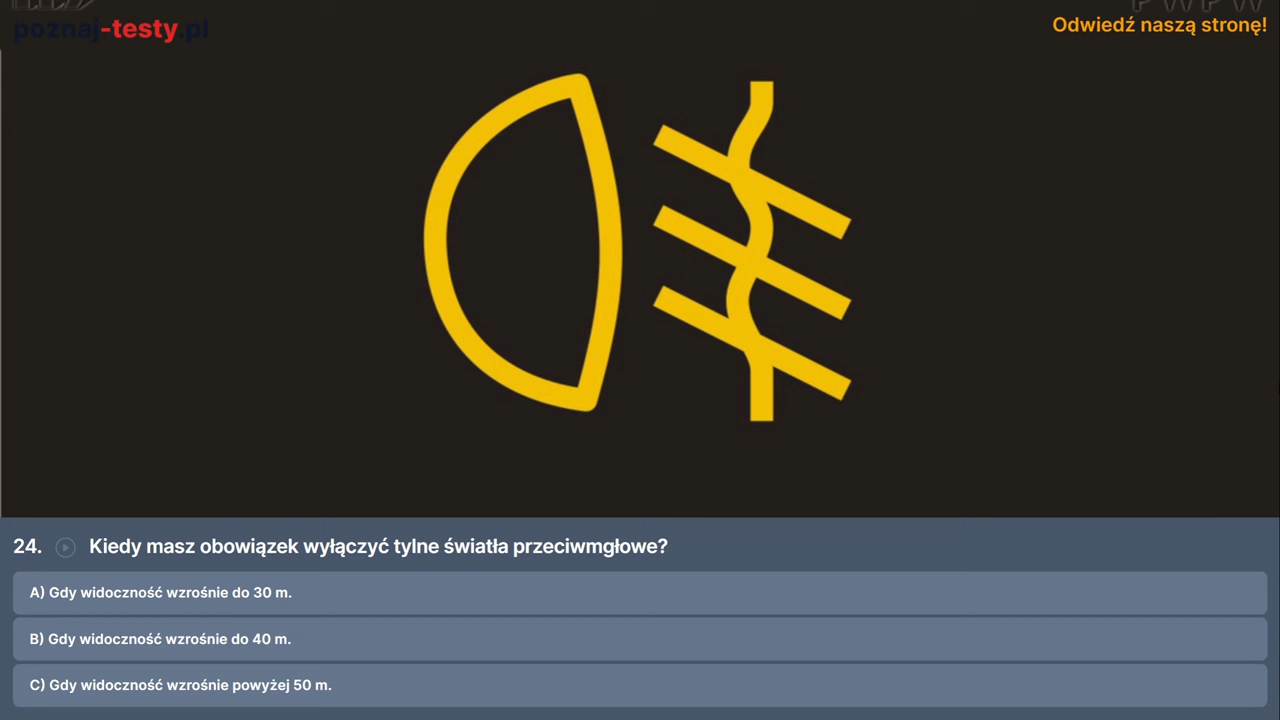 poznaj-testy.pl
Odwiedź naszą stronę!
24. Kiedy masz obowiązek wyłączyć tylne światła przeciwmgłowe?
A) Gdy widoczność wzrośnie do 30 m.
B) Gdy widoczność wzrośnie do 40 m.
C) Gdy widoczność wzrośnie powyżej 50 m.